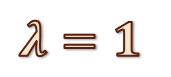 λ = 1